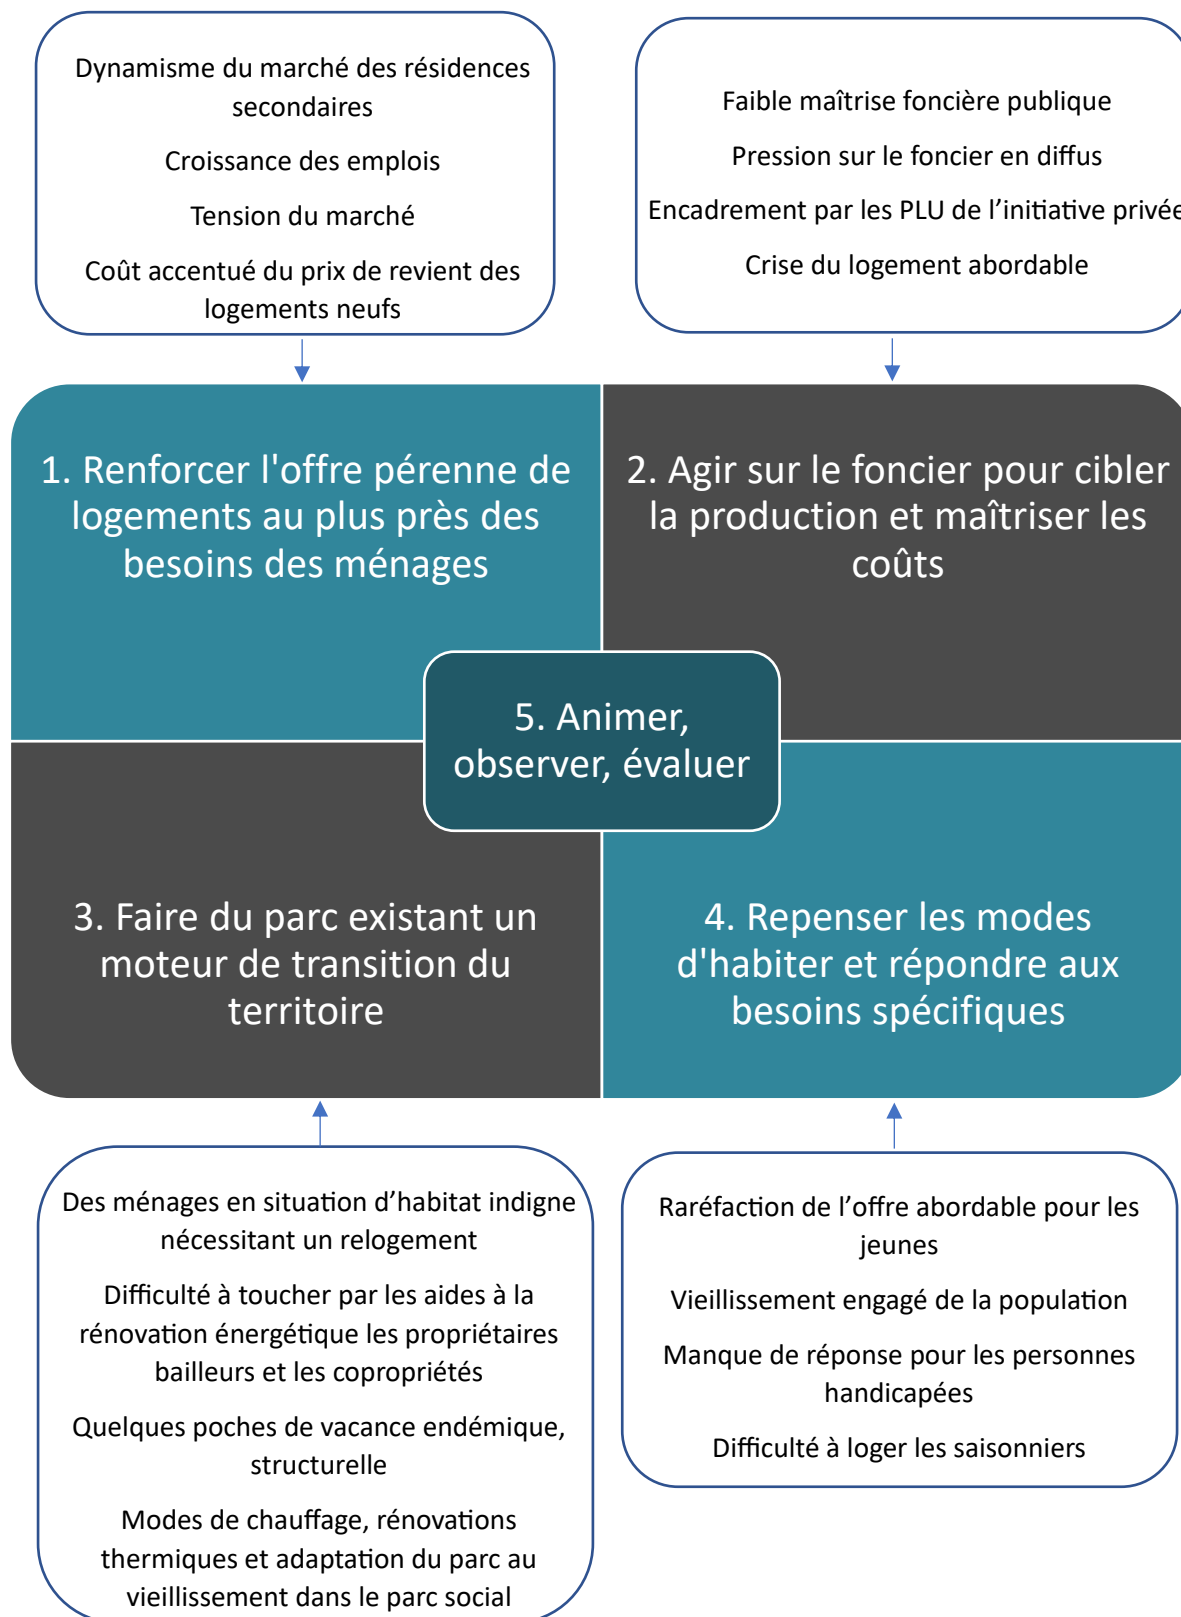 Dynamisme du marché des résidences
secondaires
Croissance des emplois
Tension du marché
Coût accentué du prix de revient des
logements neufs
Faible maîtrise foncière publique
Pression sur le foncier en diffus
Encadrement par les PLU de l’initiative privée
Crise du logement abordable
1. Renforcer l'offre pérenne de
logements au plus près des
besoins des ménages
2. Agir sur le foncier pour cibler
la production et maîtriser les
coûts
5. Animer,
observer, évaluer
3. Faire du parc existant un
moteur de transition du
territoire
4. Repenser les modes
d'habiter et répondre aux
besoins spécifiques
Des ménages en situation d’habitat indigne
nécessitant un relogement
Difficulté à toucher par les aides à la
rénovation énergétique les propriétaires
bailleurs et les copropriétés
Quelques poches de vacance endémique,
structurelle
Modes de chauffage, rénovations
thermiques et adaptation du parc au
vieillissement dans le parc social
Raréfaction de l’offre abordable pour les
jeunes
Vieillissement engagé de la population
Manque de réponse pour les personnes
handicapées
Difficulté à loger les saisonniers